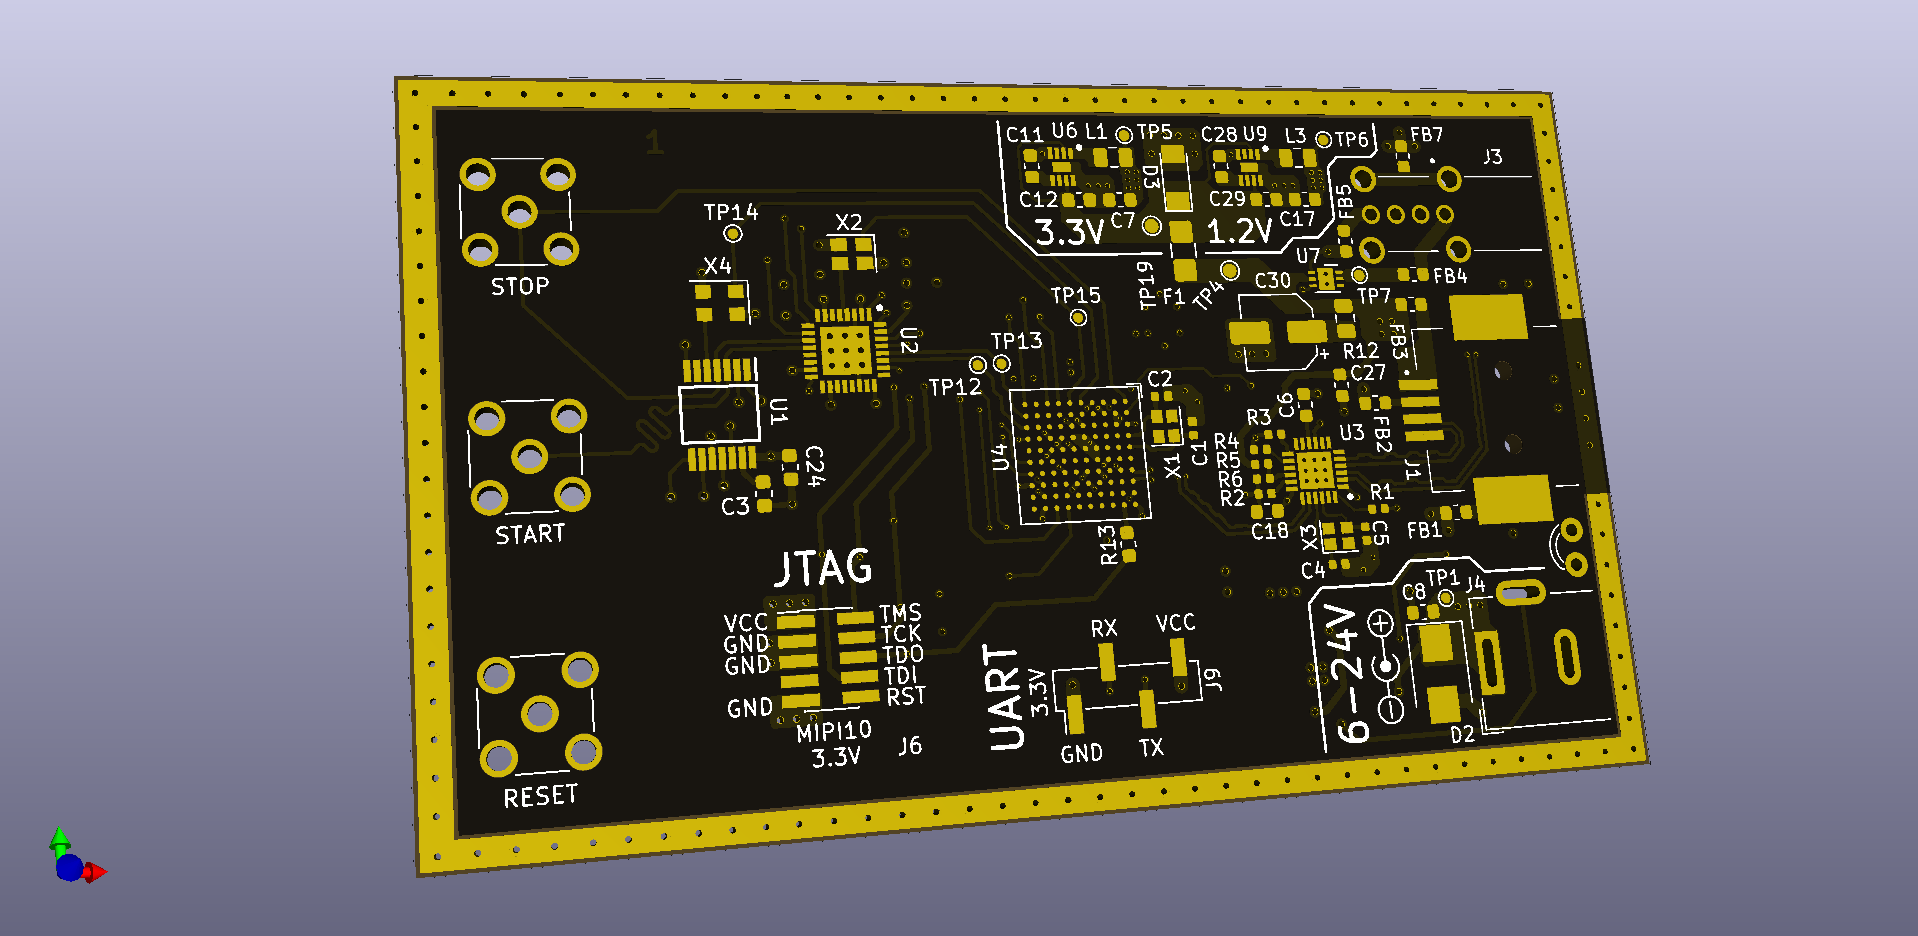 1
C11 U6 L1 TP5 C28 U9 L3 TP6 FB7
J3
D3
C12 C7 C29 C17 FB5
3.3V 1.2V
TP14 X2
STOP X4
TP19 F1 TP4 C30 U7 FB4
TP7
TP15
U2 TP13 + R12 FB3
TP12 C2 C27
U1 C6 R3 U3 FB2
START C24 C3
U4 X1 C1 R4
R5
R6
R2
J1
R1
C18 X3 C5 FB1
R13 C4
JTAG
TP1 J4
C8
VCC TMS
GND TCK
GND TDO
TDI
GND RST
MIPI10
3.3V J6
RX VCC
UART 3.3V J9
GND TX
6-24V
+
-
D2
RESET